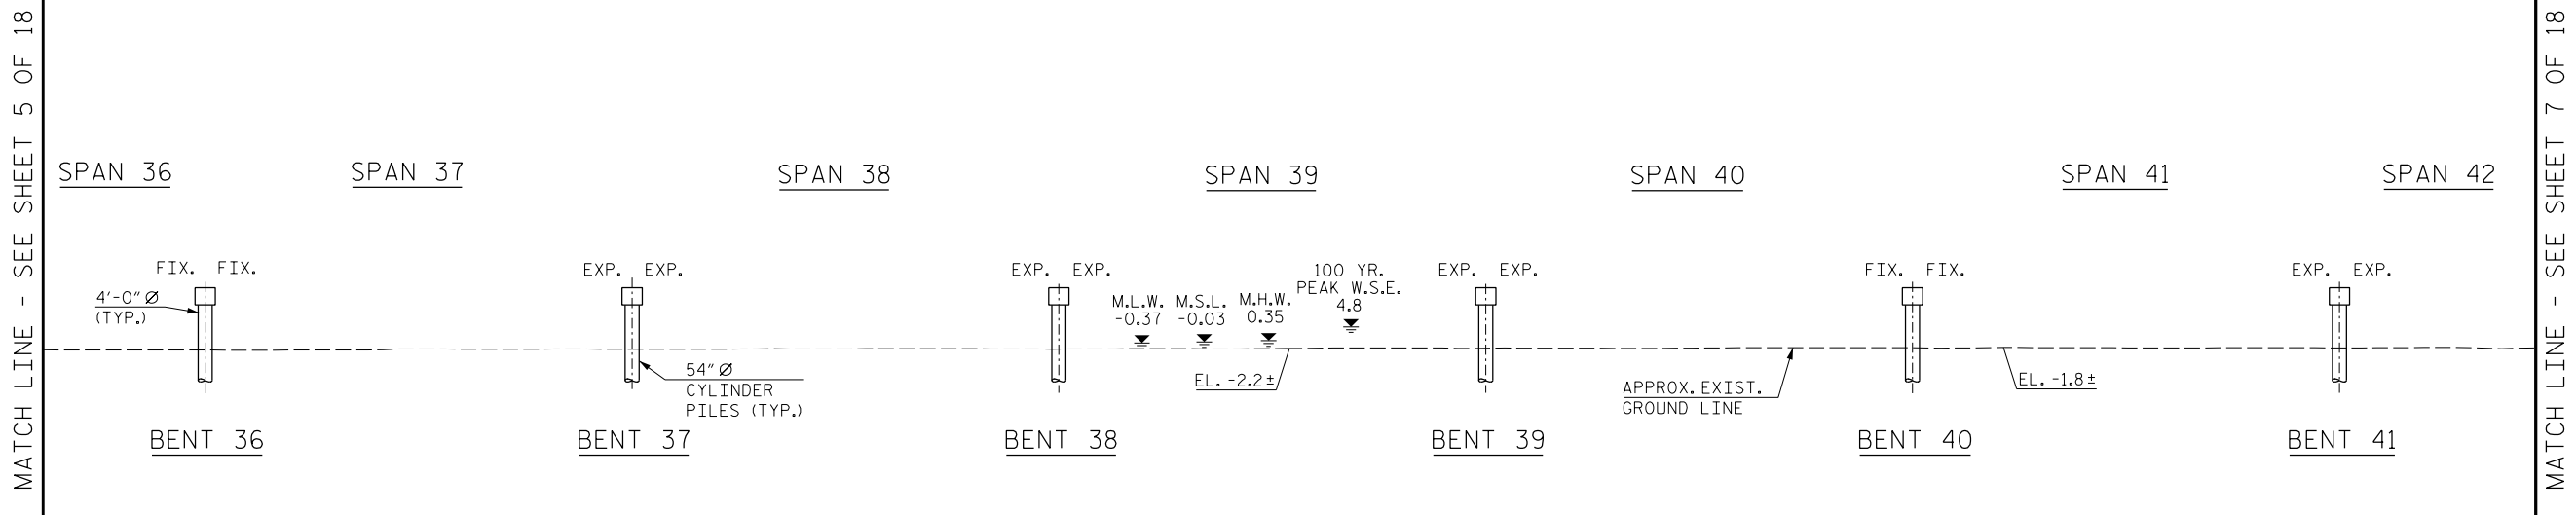 MATCH LINE - SEE SHEET 5 OF 18
SPAN 36
SPAN 37
SPAN 38
SPAN 39
SPAN 40
SPAN 41
SPAN 42
FIX. FIX.
EXP. EXP.
EXP. EXP.
EXP. EXP.
FIX. FIX.
EXP. EXP.
4'-0" Ø
(TYP.)
54" Ø
CYLINDER
PILES (TYP.)
M.L.W.
-0.37
M.S.L.
-0.03
M.H.W.
0.35
100 YR.
PEAK W.S.E.
4.8
EL. -2.2 ±
APPROX. EXIST.
GROUND LINE
EL. -1.8 ±
BENT 36
BENT 37
BENT 38
BENT 39
BENT 40
BENT 41
MATCH LINE - SEE SHEET 7 OF 18